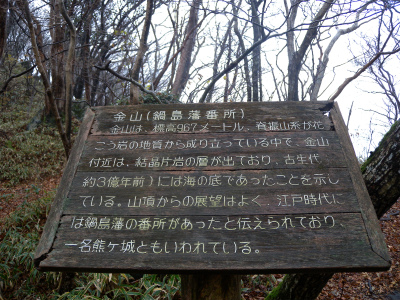 金山(鍋島藩番所)
金山は、標高967メートル、脊振山系が花
こう岩の地質から成り立っている中で、金山
付近は、結晶片岩の層が出ており、古生代
約3億年前)には海の底であったことを示し
ている。山頂からの展望はよく、江戸時代に
は鍋島藩の番所があったと伝えられており、
一名熊ヶ城ともいわれている。